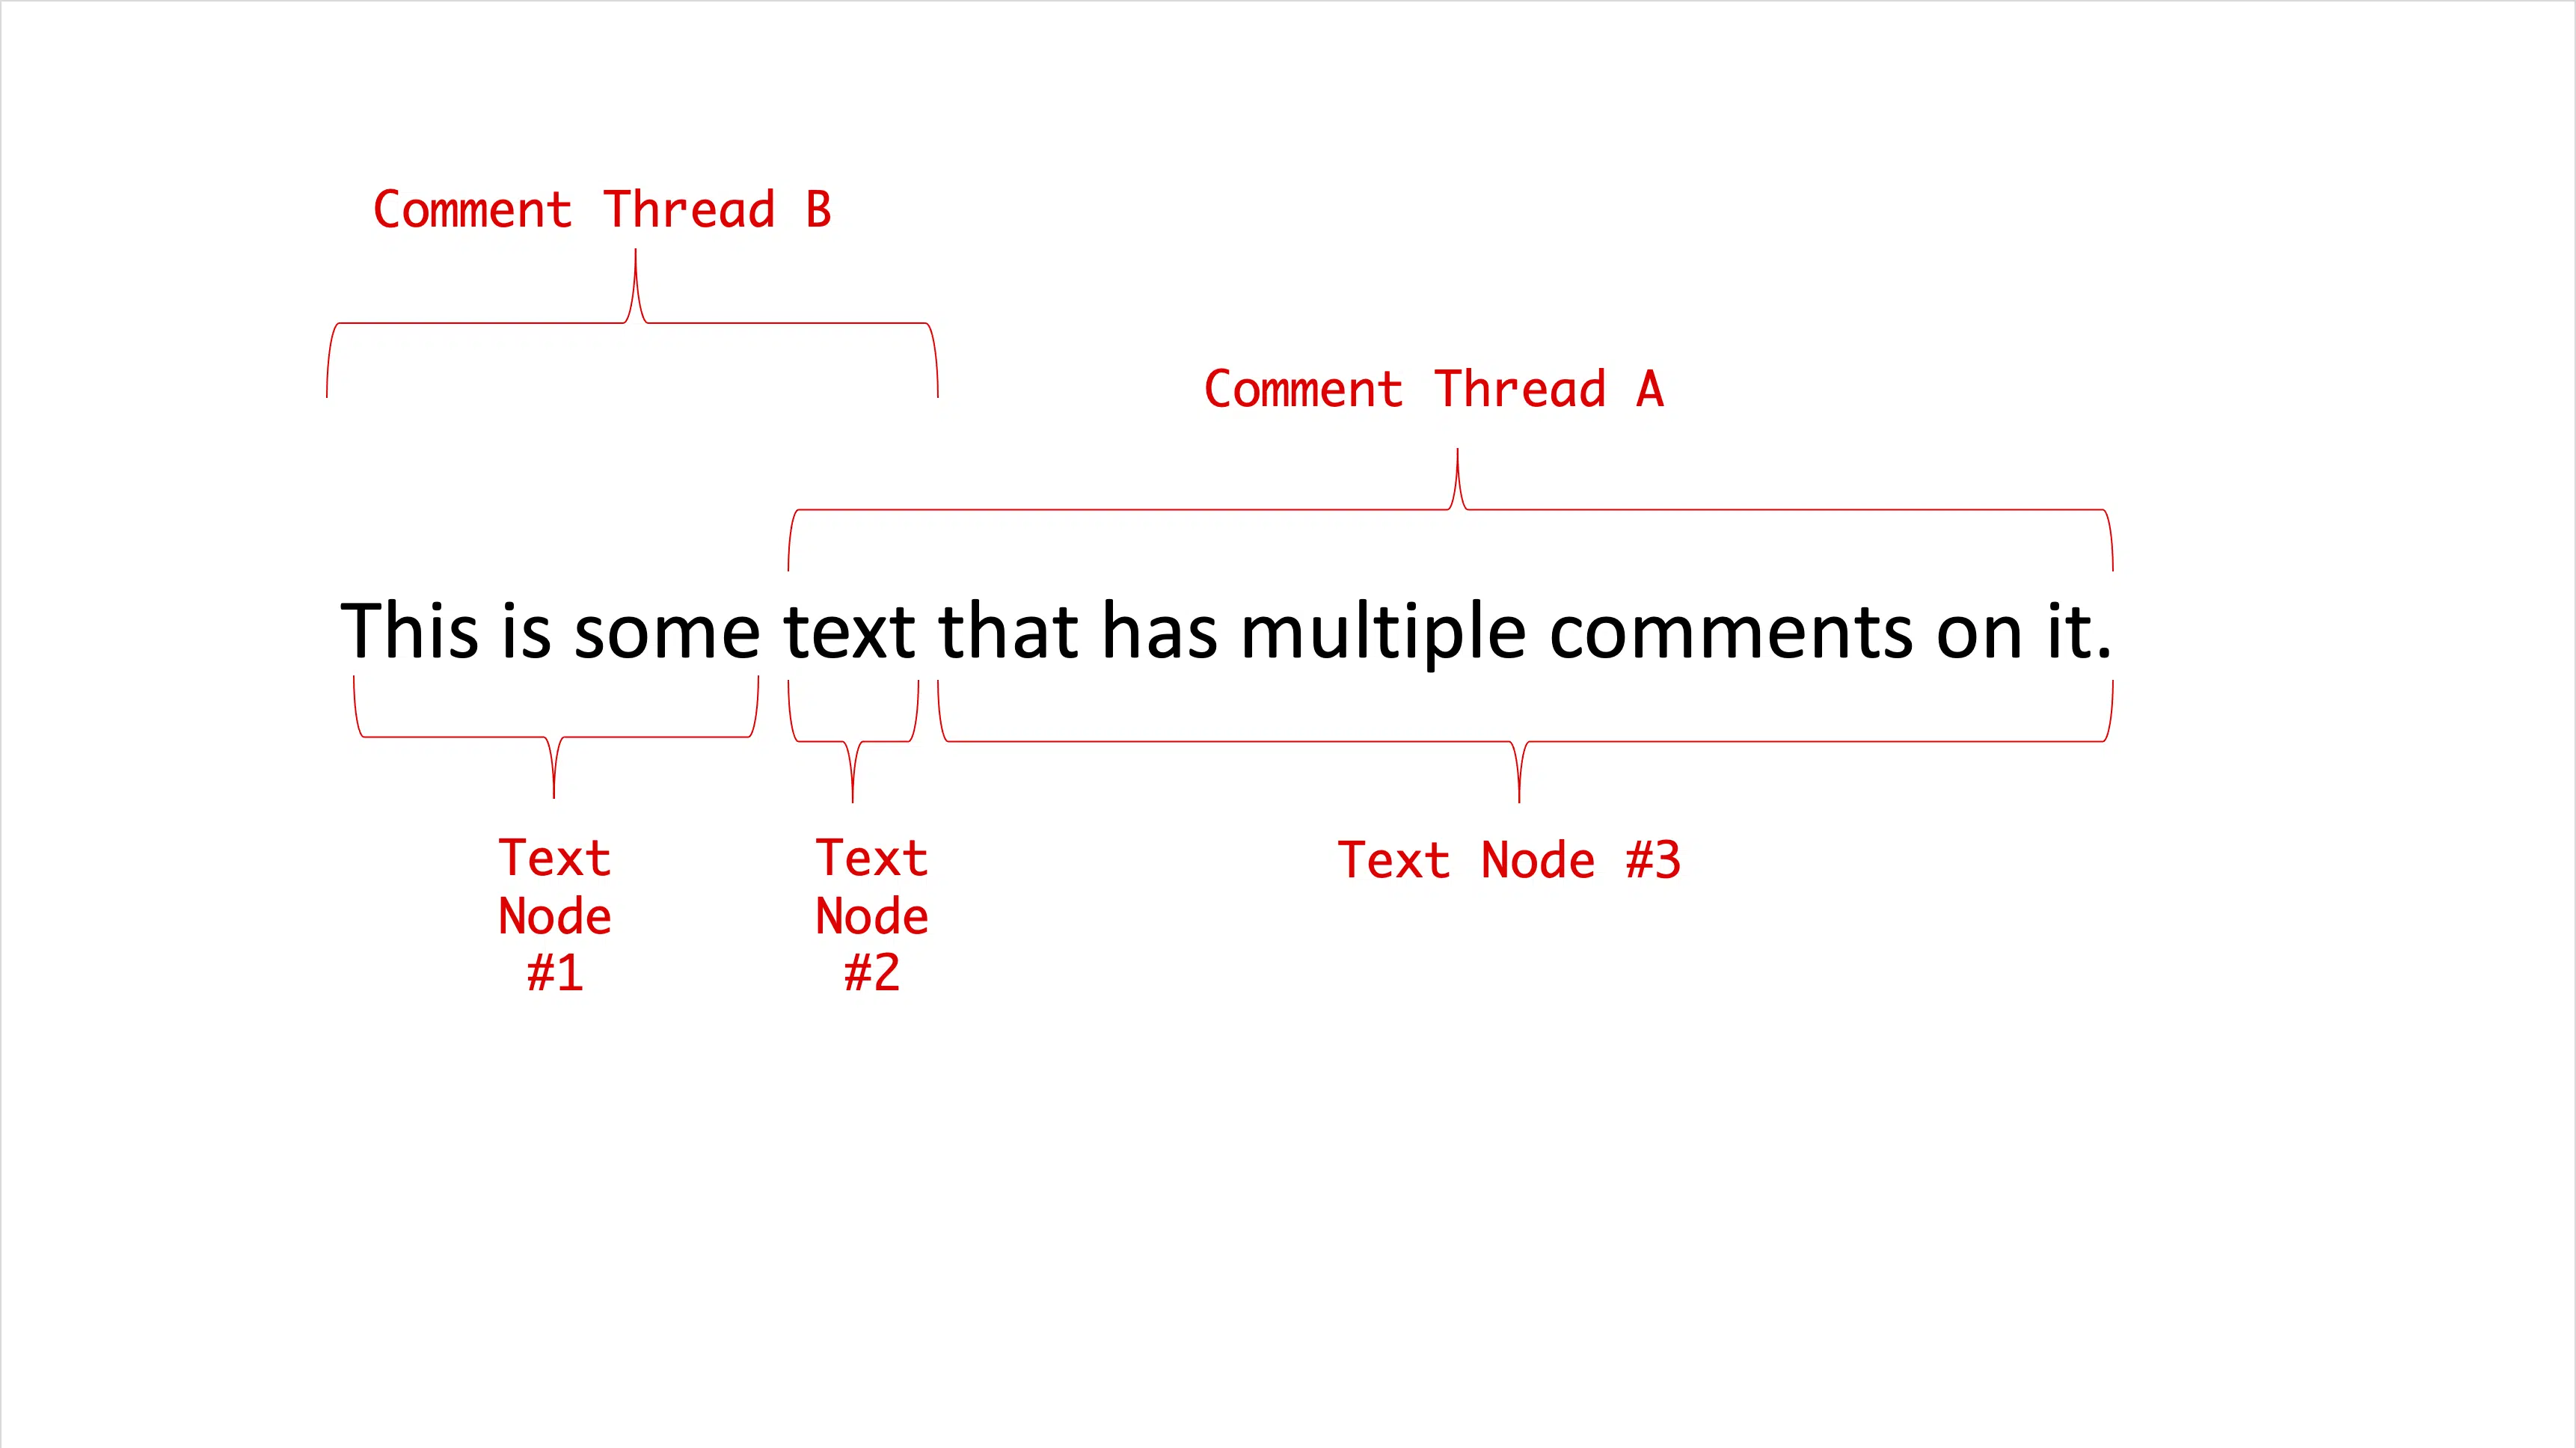 Comment Thread B
Comment Thread A
This is some text that has multiple comments on it.
Text
Node
#1
Text
Node
#2
Text Node #3